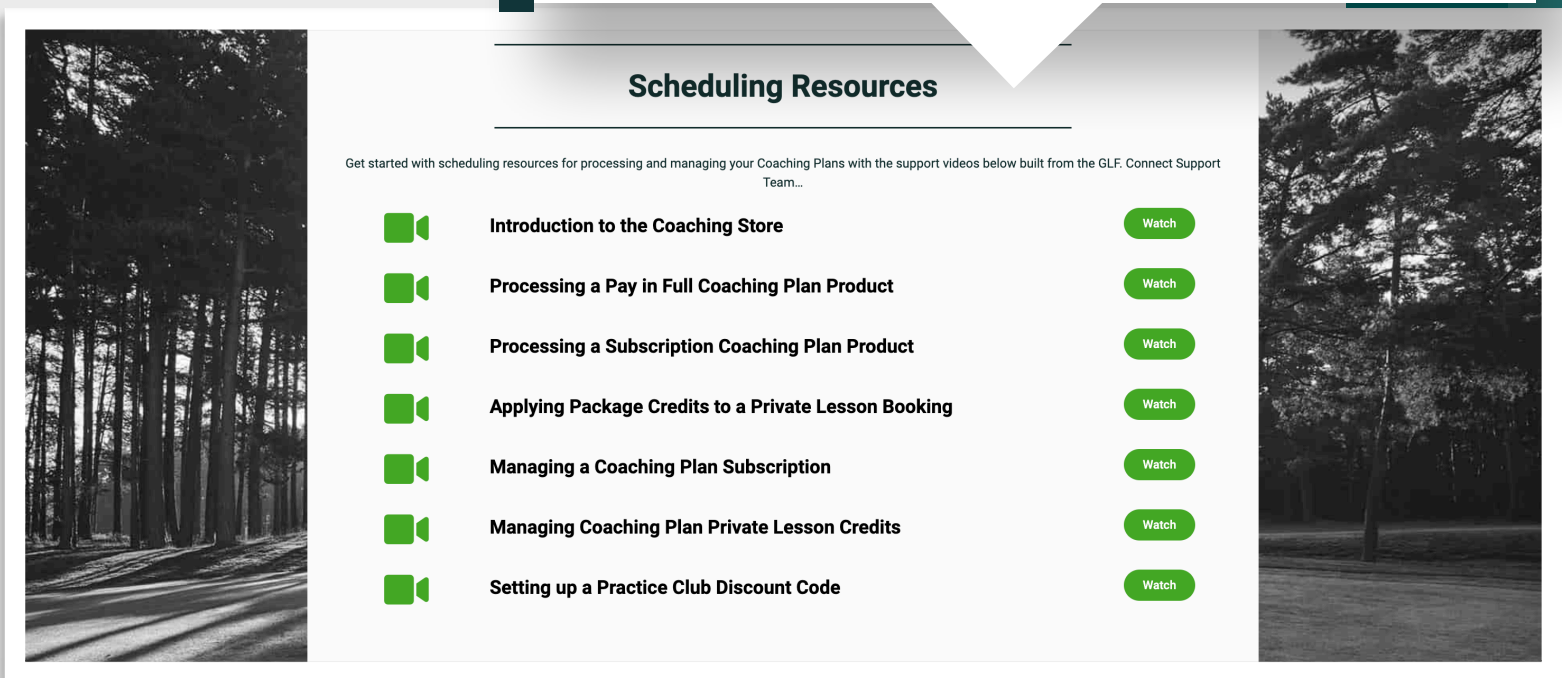 Scheduling Resources
Get started with scheduling resources for processing and managing your Coaching Plans with the support videos below built from the GLF. Connect Support
Team...
Introduction to the Coaching Store
Watch
Processing a Pay in Full Coaching Plan Product
Watch
Processing a Subscription Coaching Plan Product
Watch
Applying Package Credits to a Private Lesson Booking
Watch
Managing a Coaching Plan Subscription
Watch
Managing Coaching Plan Private Lesson Credits
Watch
Setting up a Practice Club Discount Code
Watch